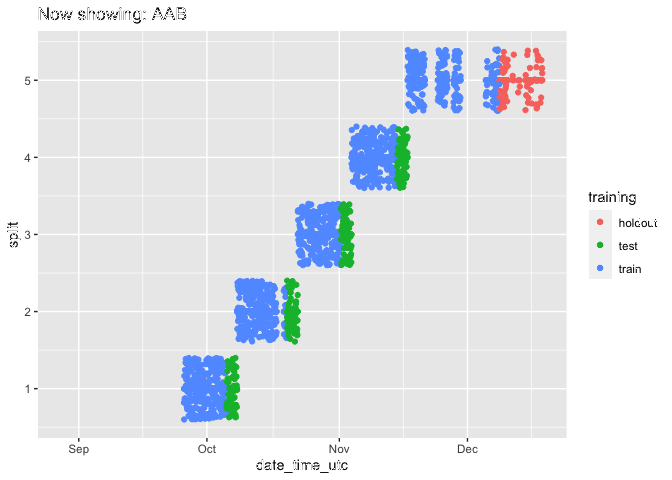 Now showing: AAB
5
4
3
2
1
split
Sep
Oct
Nov
Dec
date_time_utc
training
holdout
test
train